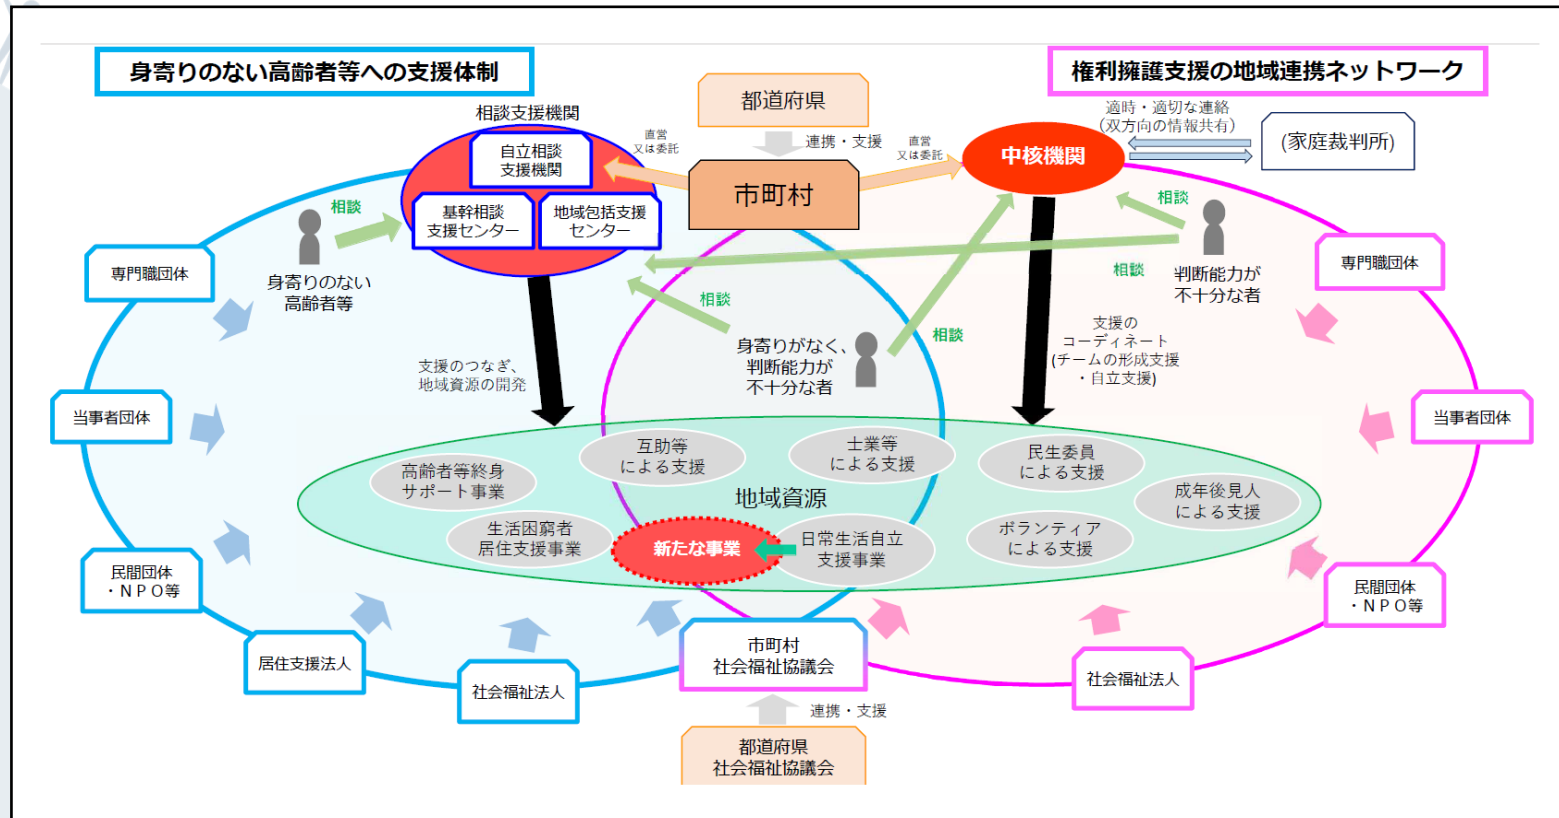 身寄りのない高齢者等への支援体制
権利擁護支援の地域連携ネットワーク
都道府県
連携・支援
市町村
直営
又は委託
直営
又は委託
相談支援機関
自立相談
支援機関
基幹相談
支援センター
地域包括支援
センター
中核機関
適時・適切な連絡
(双方向の情報共有)
(家庭裁判所)
相談
身寄りのない
高齢者等
相談
相談
判断能力が
不十分な者
相談
相談
身寄りがなく、
判断能力が
不十分な者
支援のつなぎ、
地域資源の開発
支援の
コーディネート
(チームの形成支援
・自立支援)
専門職団体
当事者団体
民間団体
・ＮＰＯ等
居住支援法人
社会福祉法人
専門職団体
当事者団体
民間団体
・ＮＰＯ等
社会福祉法人
地域資源
高齢者等終身
サポート事業
互助等
による支援
士業等
による支援
民生委員
による支援
成年後見人
による支援
生活困窮者
居住支援事業
新たな事業
日常生活自立
支援事業
ボランティア
による支援
市町村
社会福祉協議会
連携・支援
都道府県
社会福祉協議会